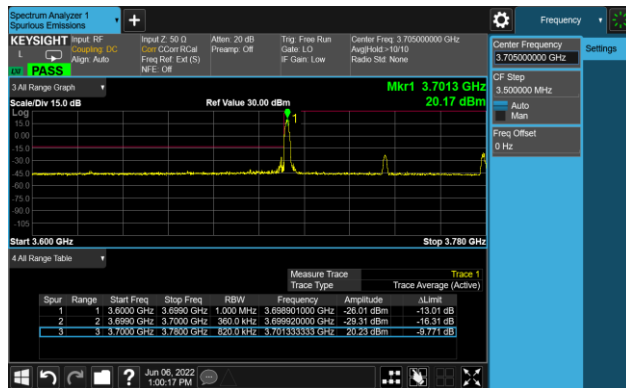 Spectrum Analyzer 1
Spurious Emissions
Frequency
KEYSIGHT
L
Input: RF
Coupling: DC
Align: Auto
Input Z: 50 Ω
Corr CCorr RCal
Freq Ref: Ext (S)
NFE: Off
Atten: 20 dB
Preamp: Off
Trig: Free Run
Gate: LO
IF Gain: Low
Center Freq: 3.705000000 GHz
Avg|Hold:>10/10
Radio Std: None
LV PASS
3 All Range Graph
Mkr1 3.7013 GHz
20.17 dBm
Scale/Div 15.0 dB
Ref Value 30.00 dBm
Log
15.0
0.00
-15.0
-30.0
-45.0
-60.0
-75.0
-90.0
-105
1
Start 3.600 GHz
Stop 3.780 GHz
4 All Range Table
Measure Trace Trace 1
Trace Type Trace Average (Active)
Spur Range Start Freq Stop Freq RBW Frequency Amplitude ΔLimit
1 1 3.6000 GHz 3.6990 GHz 1.000 MHz 3.698901000 GHz -26.01 dBm -13.01 dB
2 2 3.6990 GHz 3.7000 GHz 360.0 kHz 3.699920000 GHz -29.31 dBm -16.31 dB
3 3 3.7000 GHz 3.7800 GHz 820.0 kHz 3.701333333 GHz 20.23 dBm -9.771 dB
Jun 06, 2022
1:00:17 PM
Center Frequency
3.705000000 GHz
Settings
CF Step
3.500000 MHz
Auto
Man
Freq Offset
0 Hz